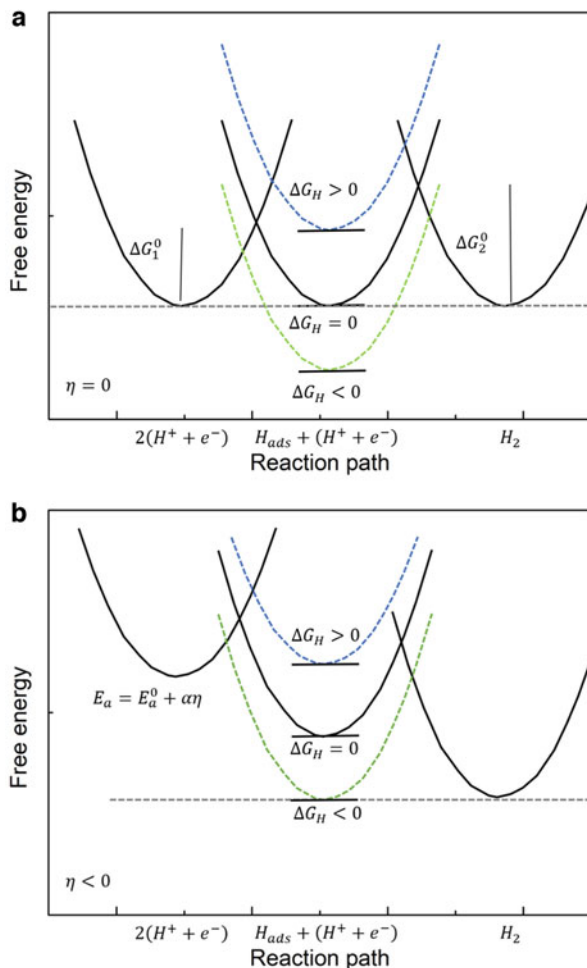 a
Free energy
ΔG_H > 0
ΔG_1^0
ΔG_2^0
ΔG_H = 0
ΔG_H < 0
η = 0
2(H^+ + e^-)
H_ads + (H^+ + e^-)
H_2
Reaction path
b
Free energy
ΔG_H > 0
E_a = E_a^0 + αη
ΔG_H = 0
ΔG_H < 0
η < 0
2(H^+ + e^-)
H_ads + (H^+ + e^-)
H_2
Reaction path